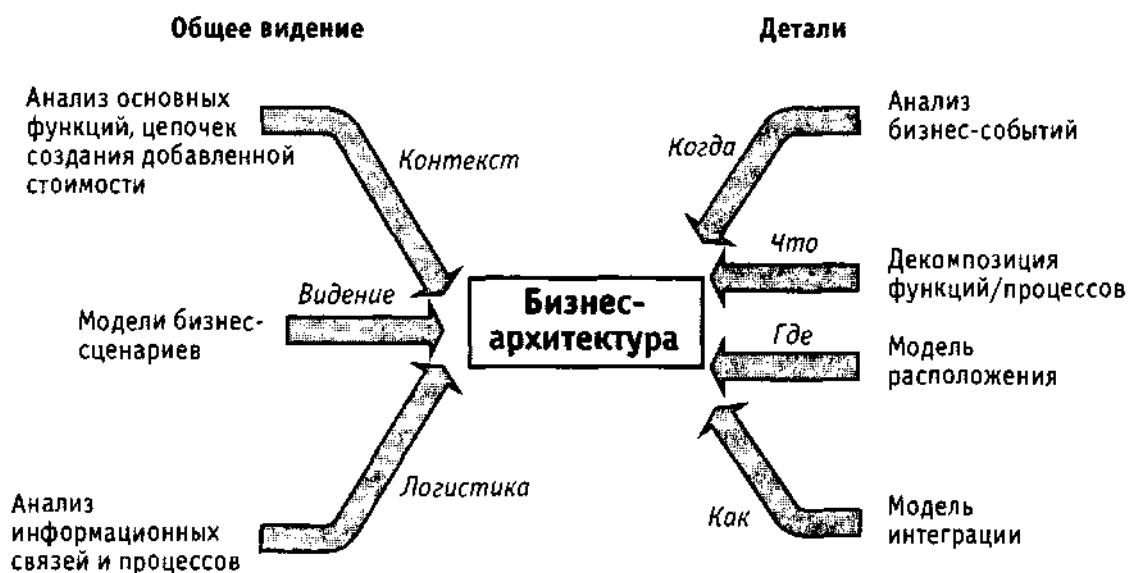 Общее видение
Детали
Анализ основных
функций, цепочек
создания добавленной
стоимости
Контекст
Модели бизнес-
сценариев
Видение
Анализ
информационных
связей и процессов
Логистика
Бизнес-
архитектура
Когда
Анализ
бизнес-событий
Что
Декомпозиция
функций/процессов
Где
Модель
расположения
Как
Модель
интеграции